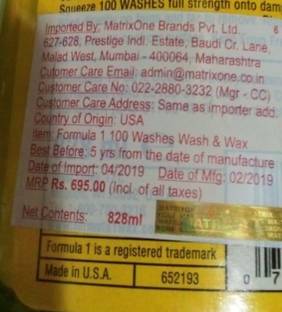 Squeeze 100 WASHES full strength onto dam
Imported By: MatrixOne Brands Pvt. Ltd.
6
627-628, Prestige Indl. Estate, Baudi Cr. Lane,
Malad West, Mumbai - 400064, Maharashtra
Cutomer Care Email: admin@matrixone.co.in
Customer Care No: 022-2880-3232 (Mgr - CC)
Customer Care Address: Same as importer add.
Country of Origin: USA
Item: Formula 1 100 Washes Wash & Wax
Best Before: 5 yrs from the date of manufacture
Date of Import: 04/2019 Date of Mfg: 02/2019
MRP Rs. 695.00 (Incl. of all taxes)
Net Contents: 828ml
Formula 1 is a registered trademark
Made in U.S.A. 652193
0 7